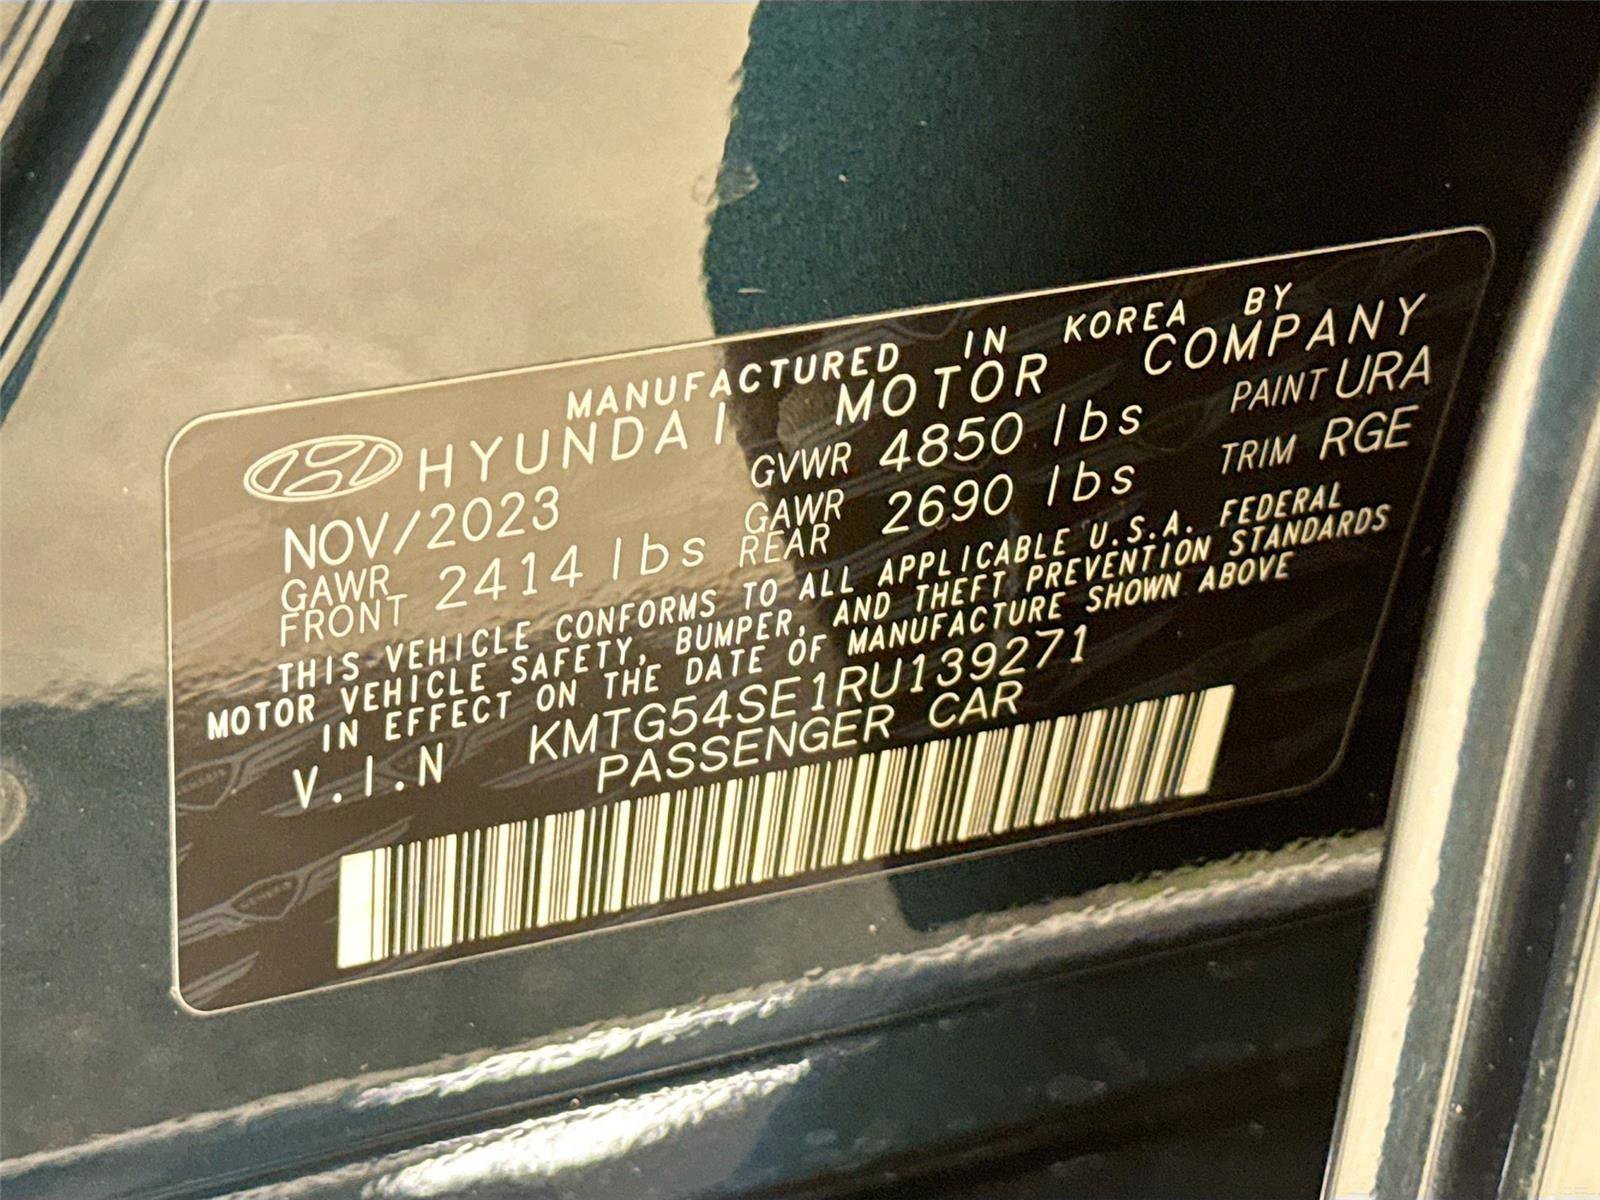 MANUFACTURED IN KOREA BY
HYUNDAI MOTOR COMPANY
NOV/2023 GVWR 4850 lbs PAINT URA
GAWR FRONT 2414 lbs GAWR REAR 2690 lbs TRIM RGE
THIS VEHICLE CONFORMS TO ALL APPLICABLE U.S.A. FEDERAL
MOTOR VEHICLE SAFETY, BUMPER, AND THEFT PREVENTION STANDARDS
IN EFFECT ON THE DATE OF MANUFACTURE SHOWN ABOVE
V.I.N KMTG54SE1RU139271
PASSENGER CAR